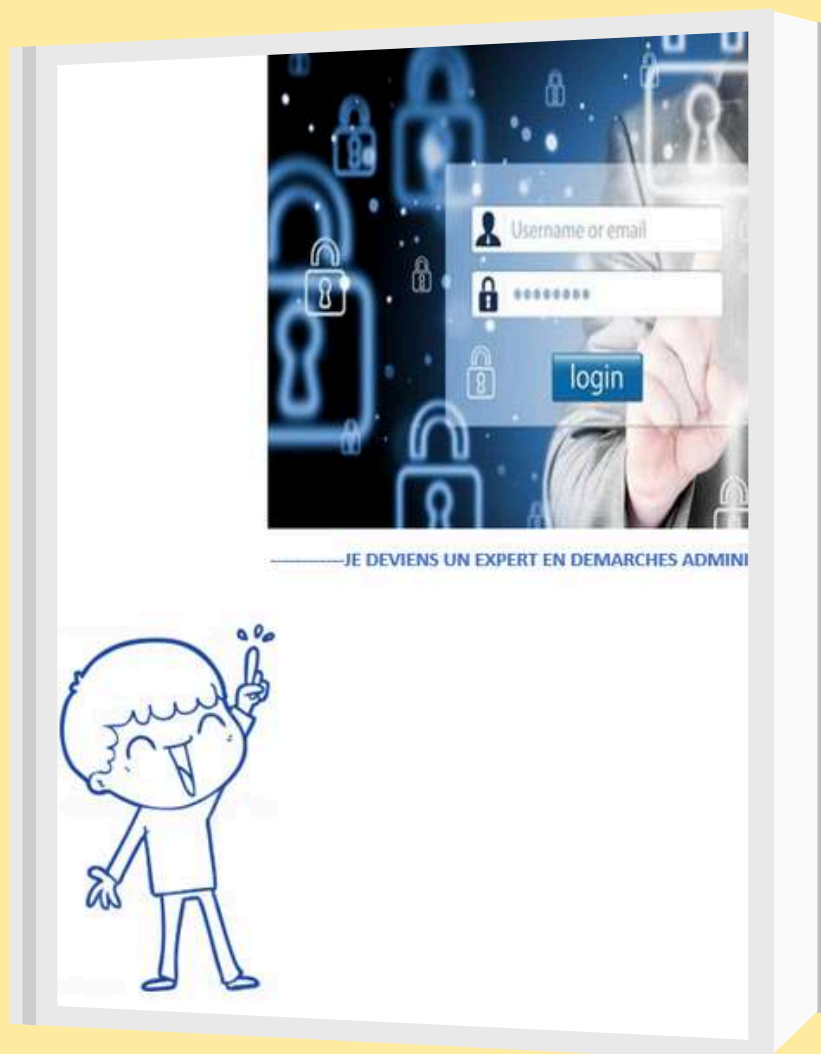 Username or email
login
-------------JE DEVIENS UN EXPERT EN DEMARCHES ADMINI